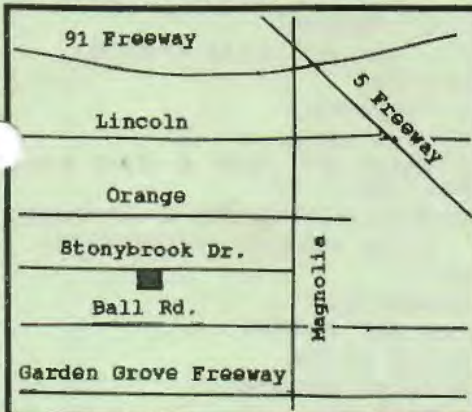 91 Freeway
5 Freeway
Lincoln
Orange
Stonybrook Dr.
Magnolia
Ball Rd.
Garden Grove Freeway